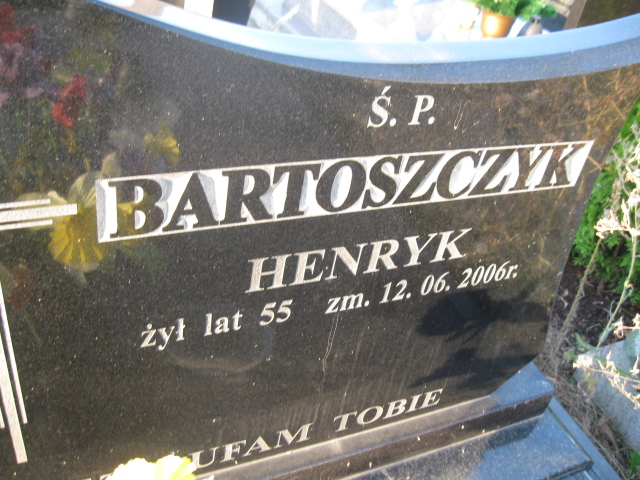 Ś. P.
BARTOSZCZYK
HENRYK
żył lat 55 zm. 12. 06. 2006r.
UFAM TOBIE